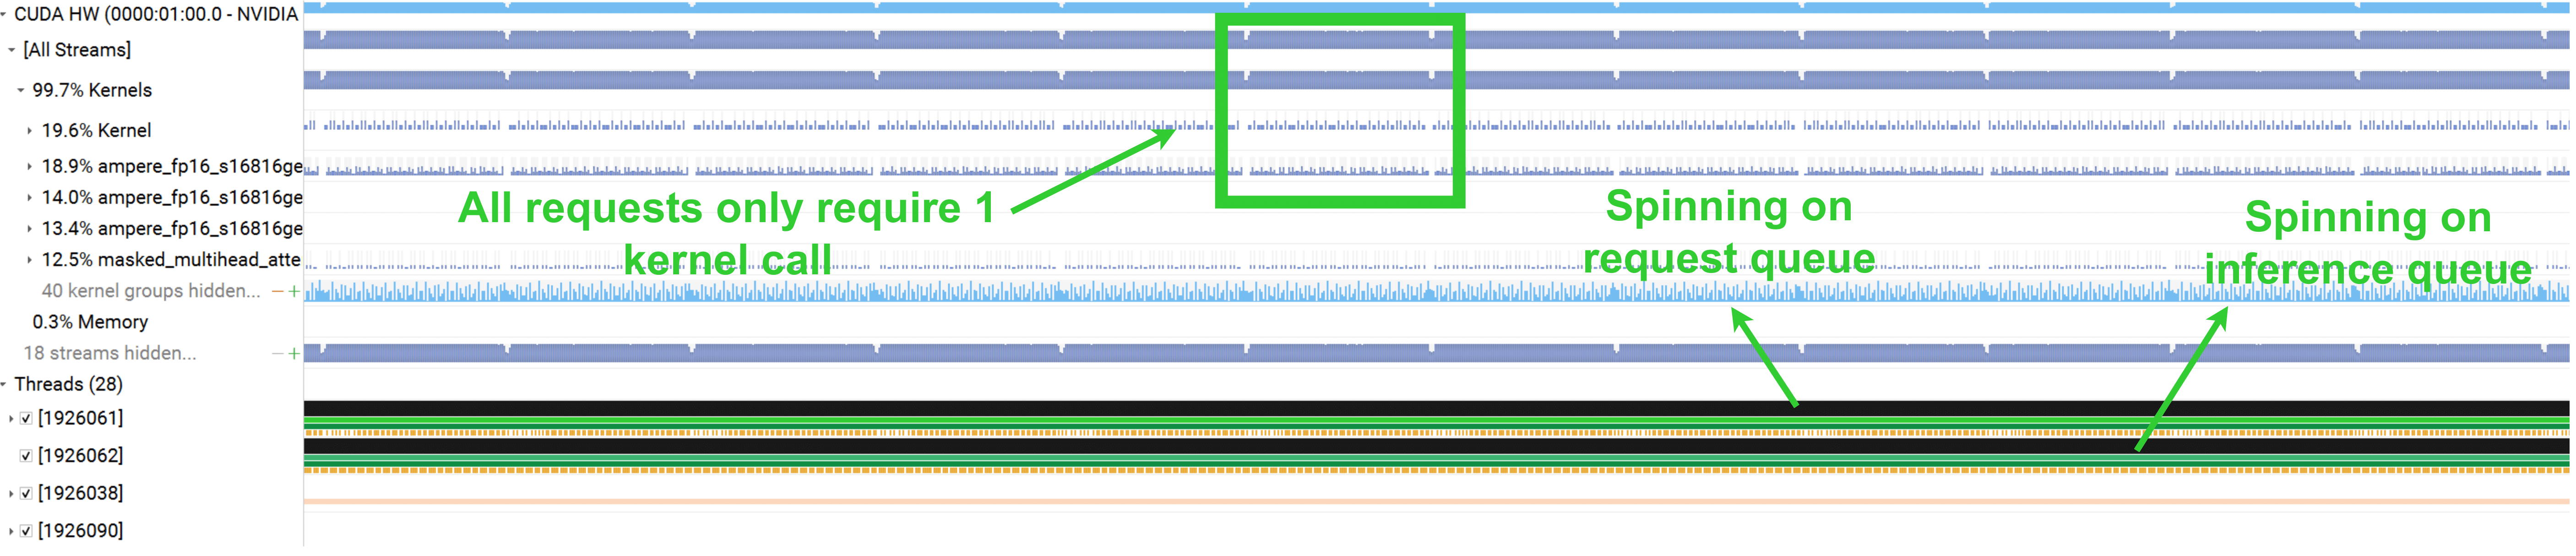 CUDA HW (0000:01:00.0 - NVIDIA
[All Streams]
99.7% Kernels
19.6% Kernel
18.9% ampere_fp16_s16816ge
14.0% ampere_fp16_s16816ge
13.4% ampere_fp16_s16816ge
12.5% masked_multihead_atte
40 kernel groups hidden...
0.3% Memory
18 streams hidden...
Threads (28)
[1926061]
[1926062]
[1926038]
[1926090]
All requests only require 1
kernel call
Spinning on
request queue
Spinning on
inference queue